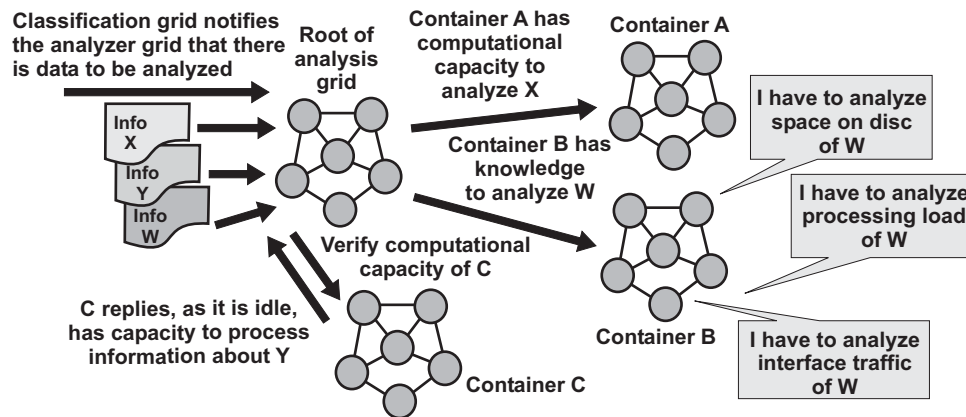 Classification grid notifies
the analyzer grid that there
is data to be analyzed
Root of
analysis
grid
Container A has
computational
capacity to
analyze X
Container A
I have to analyze
space on disc
of W
Info
X
Info
Y
Info
W
Container B has
knowledge
to analyze W
I have to analyze
processing load
of W
Verify computational
capacity of C
C replies, as it is idle,
has capacity to process
information about Y
Container C
Container B
I have to analyze
interface traffic
of W